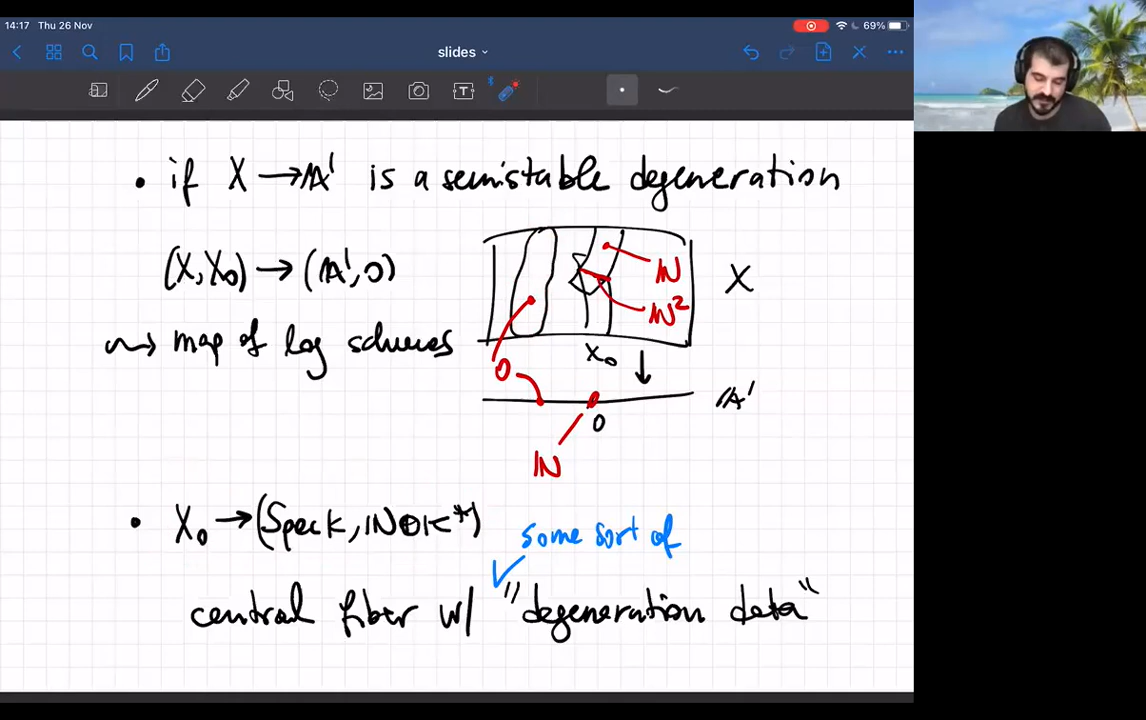 14:17 Thu 26 Nov
69%
slides
T
• if X → 𝔸¹ is a semistable degeneration
(X, X₀) → (𝔸¹, 0)
⇝ map of log schemes
ℕ
ℕ²
X
X₀
0
𝔸¹
0
ℕ
• X₀ → (Spec k, ℕ⊕k*)
some sort of
central fiber w/ "degeneration data"